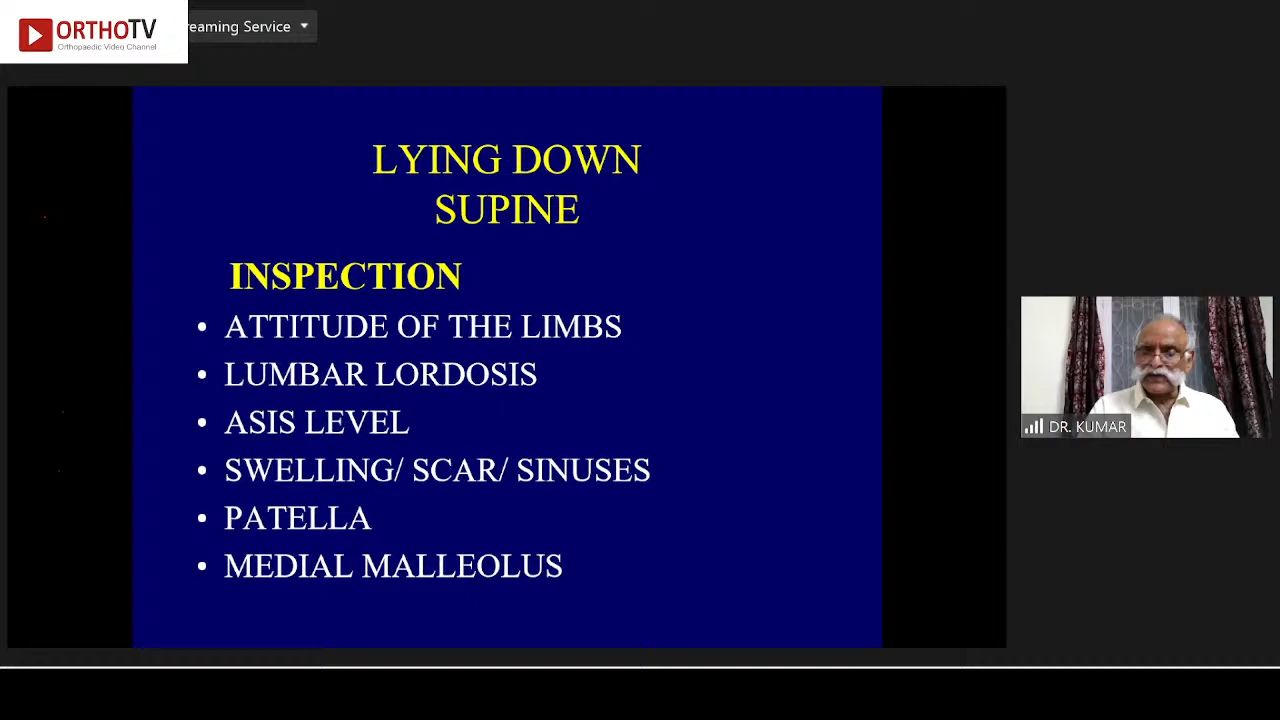 ORTHOTV
Orthopaedic Video Channel
reaming Service
LYING DOWN
SUPINE
INSPECTION
• ATTITUDE OF THE LIMBS
• LUMBAR LORDOSIS
• ASIS LEVEL
• SWELLING/ SCAR/ SINUSES
• PATELLA
• MEDIAL MALLEOLUS
DR. KUMAR